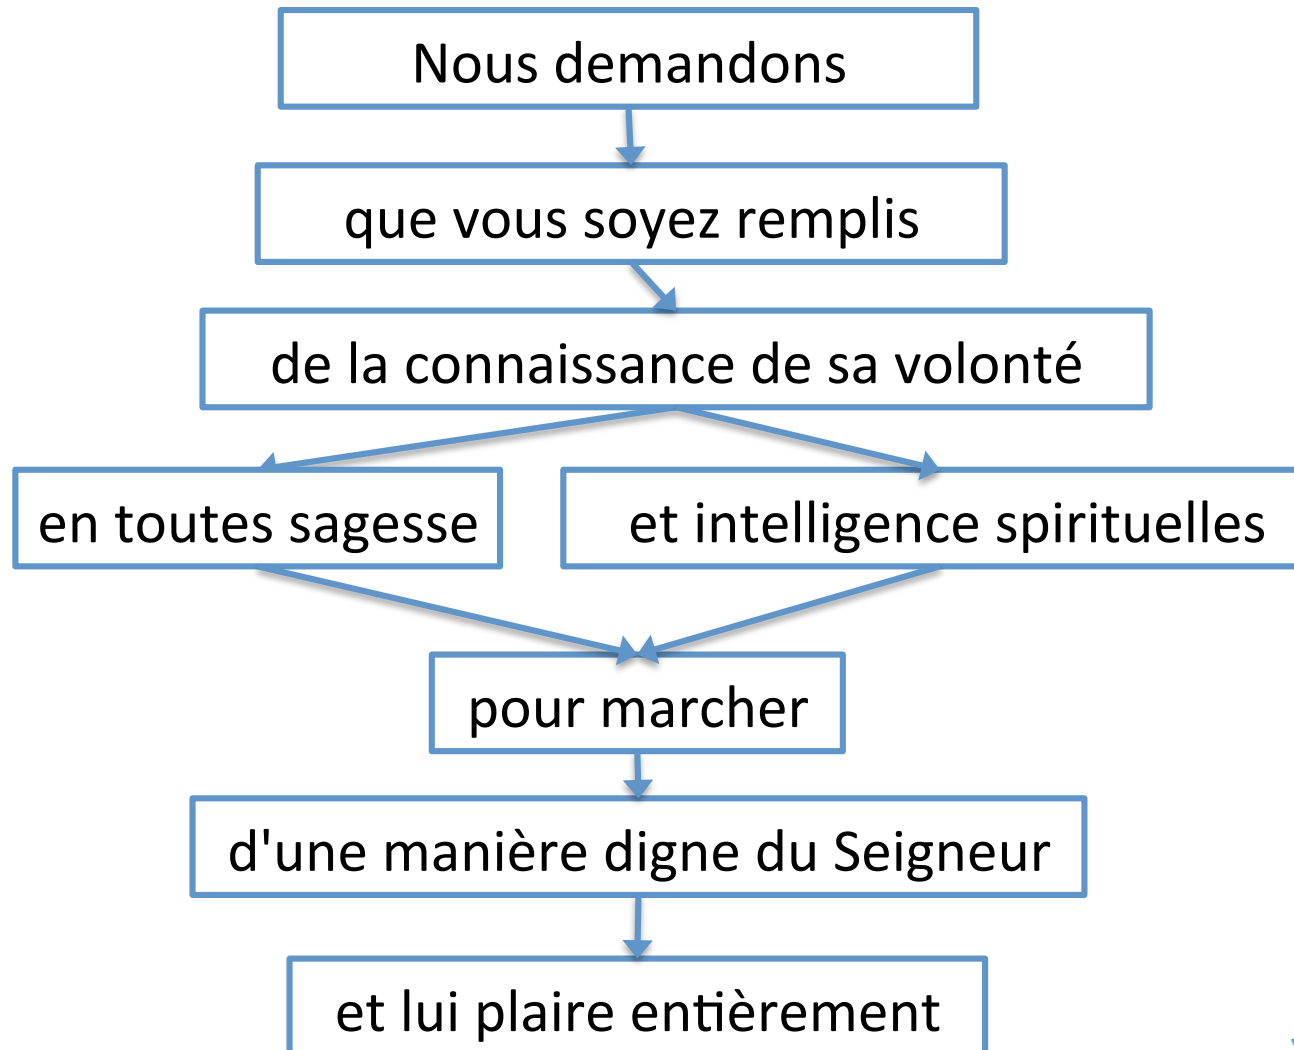 Nous demandons
que vous soyez remplis
de la connaissance de sa volonté
en toutes sagesse
et intelligence spirituelles
pour marcher
d'une manière digne du Seigneur
et lui plaire entièrement